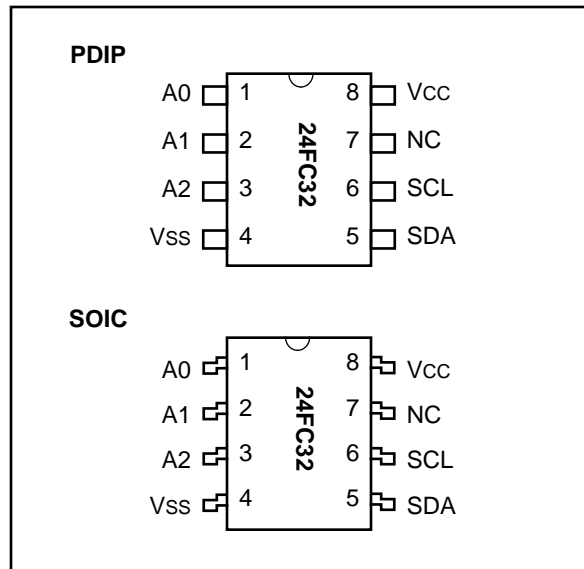 PDIP
A0 1 8 VCC
A1 2 7 NC
A2 3 6 SCL
VSS 4 5 SDA
24FC32
SOIC
A0 1 8 VCC
A1 2 7 NC
A2 3 6 SCL
VSS 4 5 SDA
24FC32